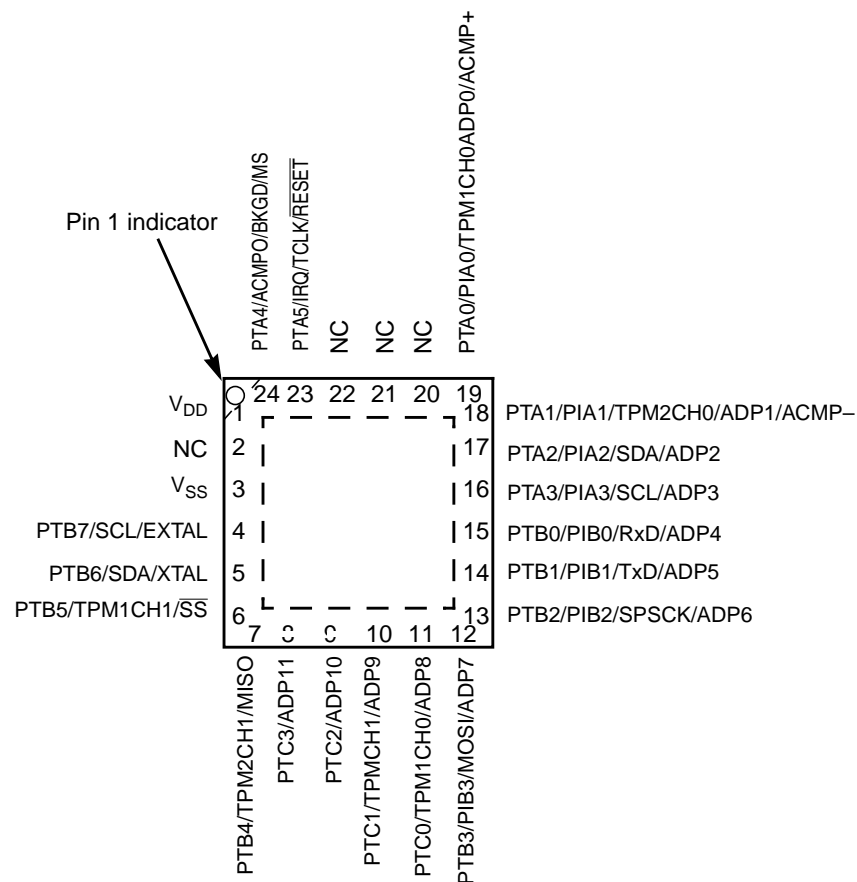 PTA4/ACMPO/BKGD/MS
PTA5/IRQ/TCLK/RESET
NC
NC
NC
PTA0/PIA0/TPM1CH0ADP0/ACMP+
Pin 1 indicator
24 23 22 21 20 19
VDD 1
NC 2
VSS 3
PTB7/SCL/EXTAL 4
PTB6/SDA/XTAL 5
PTB5/TPM1CH1/SS 6
18 PTA1/PIA1/TPM2CH0/ADP1/ACMP–
17 PTA2/PIA2/SDA/ADP2
16 PTA3/PIA3/SCL/ADP3
15 PTB0/PIB0/RxD/ADP4
14 PTB1/PIB1/TxD/ADP5
13 PTB2/PIB2/SPSCK/ADP6
7 10 11 12
PTB4/TPM2CH1/MISO
PTC3/ADP11
PTC2/ADP10
PTC1/TPMCH1/ADP9
PTC0/TPM1CH0/ADP8
PTB3/PIB3/MOSI/ADP7